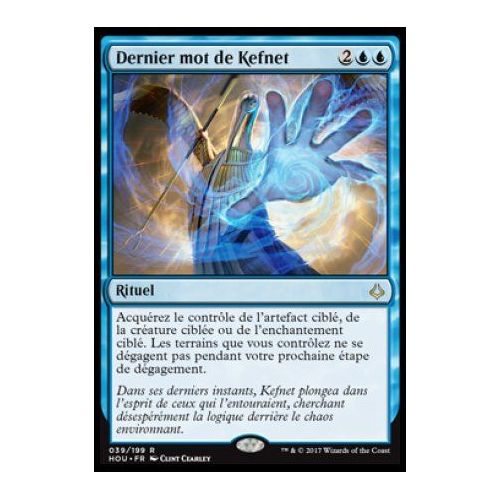 Dernier mot de Kefnet 2
Rituel
Acquérez le contrôle de l'artefact ciblé, de
la créature ciblée ou de l'enchantement
ciblé. Les terrains que vous contrôlez ne se
dégagent pas pendant votre prochaine étape
de dégagement.
Dans ses derniers instants, Kefnet plongea dans
l'esprit de ceux qui l'entouraient, cherchant
désespérément la logique derrière le chaos
environnant.
039/199 R
HOU • FR Clint Cearley
™ & © 2017 Wizards of the Coast